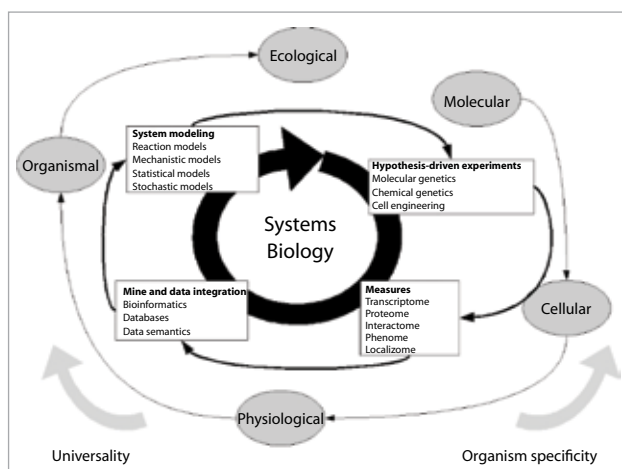 Ecological
Molecular
Organismal
System modeling
Reaction models
Mechanistic models
Statistical models
Stochastic models
Hypothesis-driven experiments
Molecular genetics
Chemical genetics
Cell engineering
Systems
Biology
Mine and data integration
Bioinformatics
Databases
Data semantics
Measures
Transcriptome
Proteome
Interactome
Phenome
Localizome
Cellular
Physiological
Universality
Organism specificity